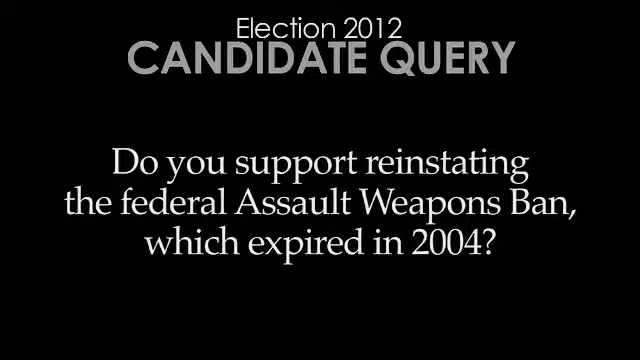 Election 2012
CANDIDATE QUERY
Do you support reinstating
the federal Assault Weapons Ban,
which expired in 2004?